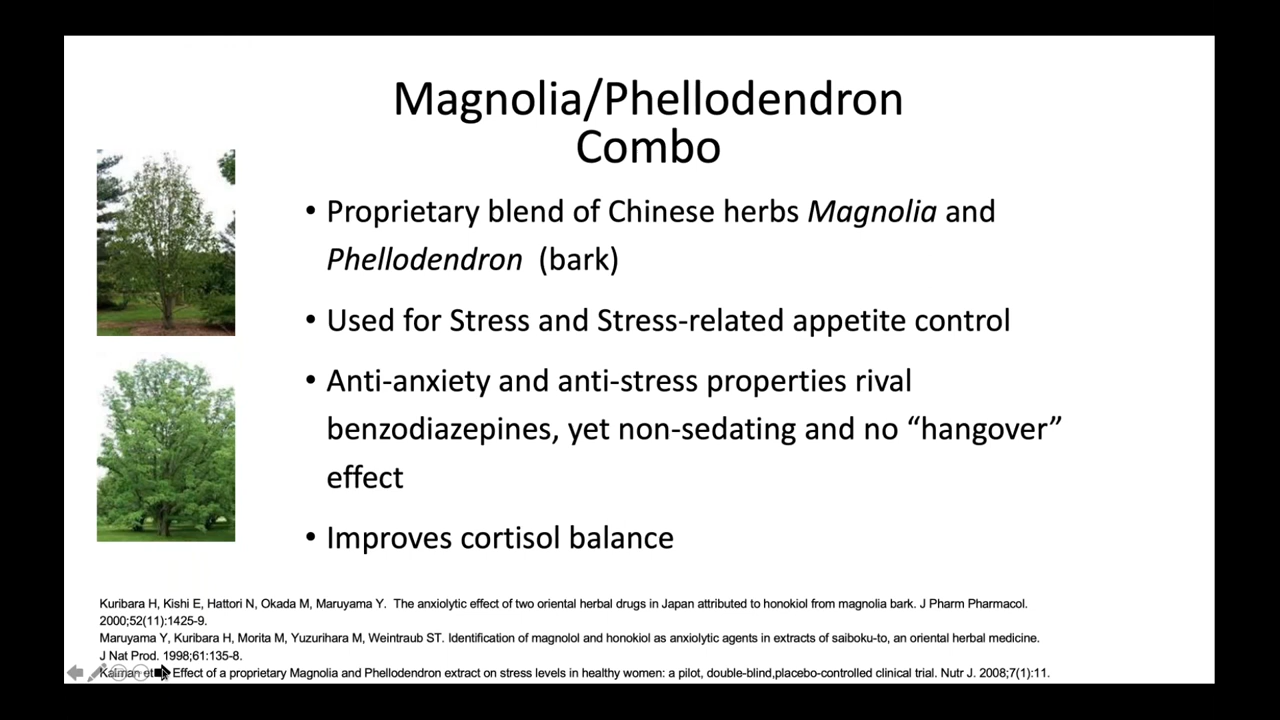 Magnolia/Phellodendron
Combo
• Proprietary blend of Chinese herbs Magnolia and
Phellodendron (bark)
• Used for Stress and Stress-related appetite control
• Anti-anxiety and anti-stress properties rival
benzodiazepines, yet non-sedating and no “hangover”
effect
• Improves cortisol balance
Kuribara H, Kishi E, Hattori N, Okada M, Maruyama Y. The anxiolytic effect of two oriental herbal drugs in Japan attributed to honokiol from magnolia bark. J Pharm Pharmacol.
2000;52(11):1425-9.
Maruyama Y, Kuribara H, Morita M, Yuzurihara M, Weintraub ST. Identification of magnolol and honokiol as anxiolytic agents in extracts of saiboku-to, an oriental herbal medicine.
J Nat Prod. 1998;61:135-8.
Kalman et Effect of a proprietary Magnolia and Phellodendron extract on stress levels in healthy women: a pilot, double-blind,placebo-controlled clinical trial. Nutr J. 2008;7(1):11.